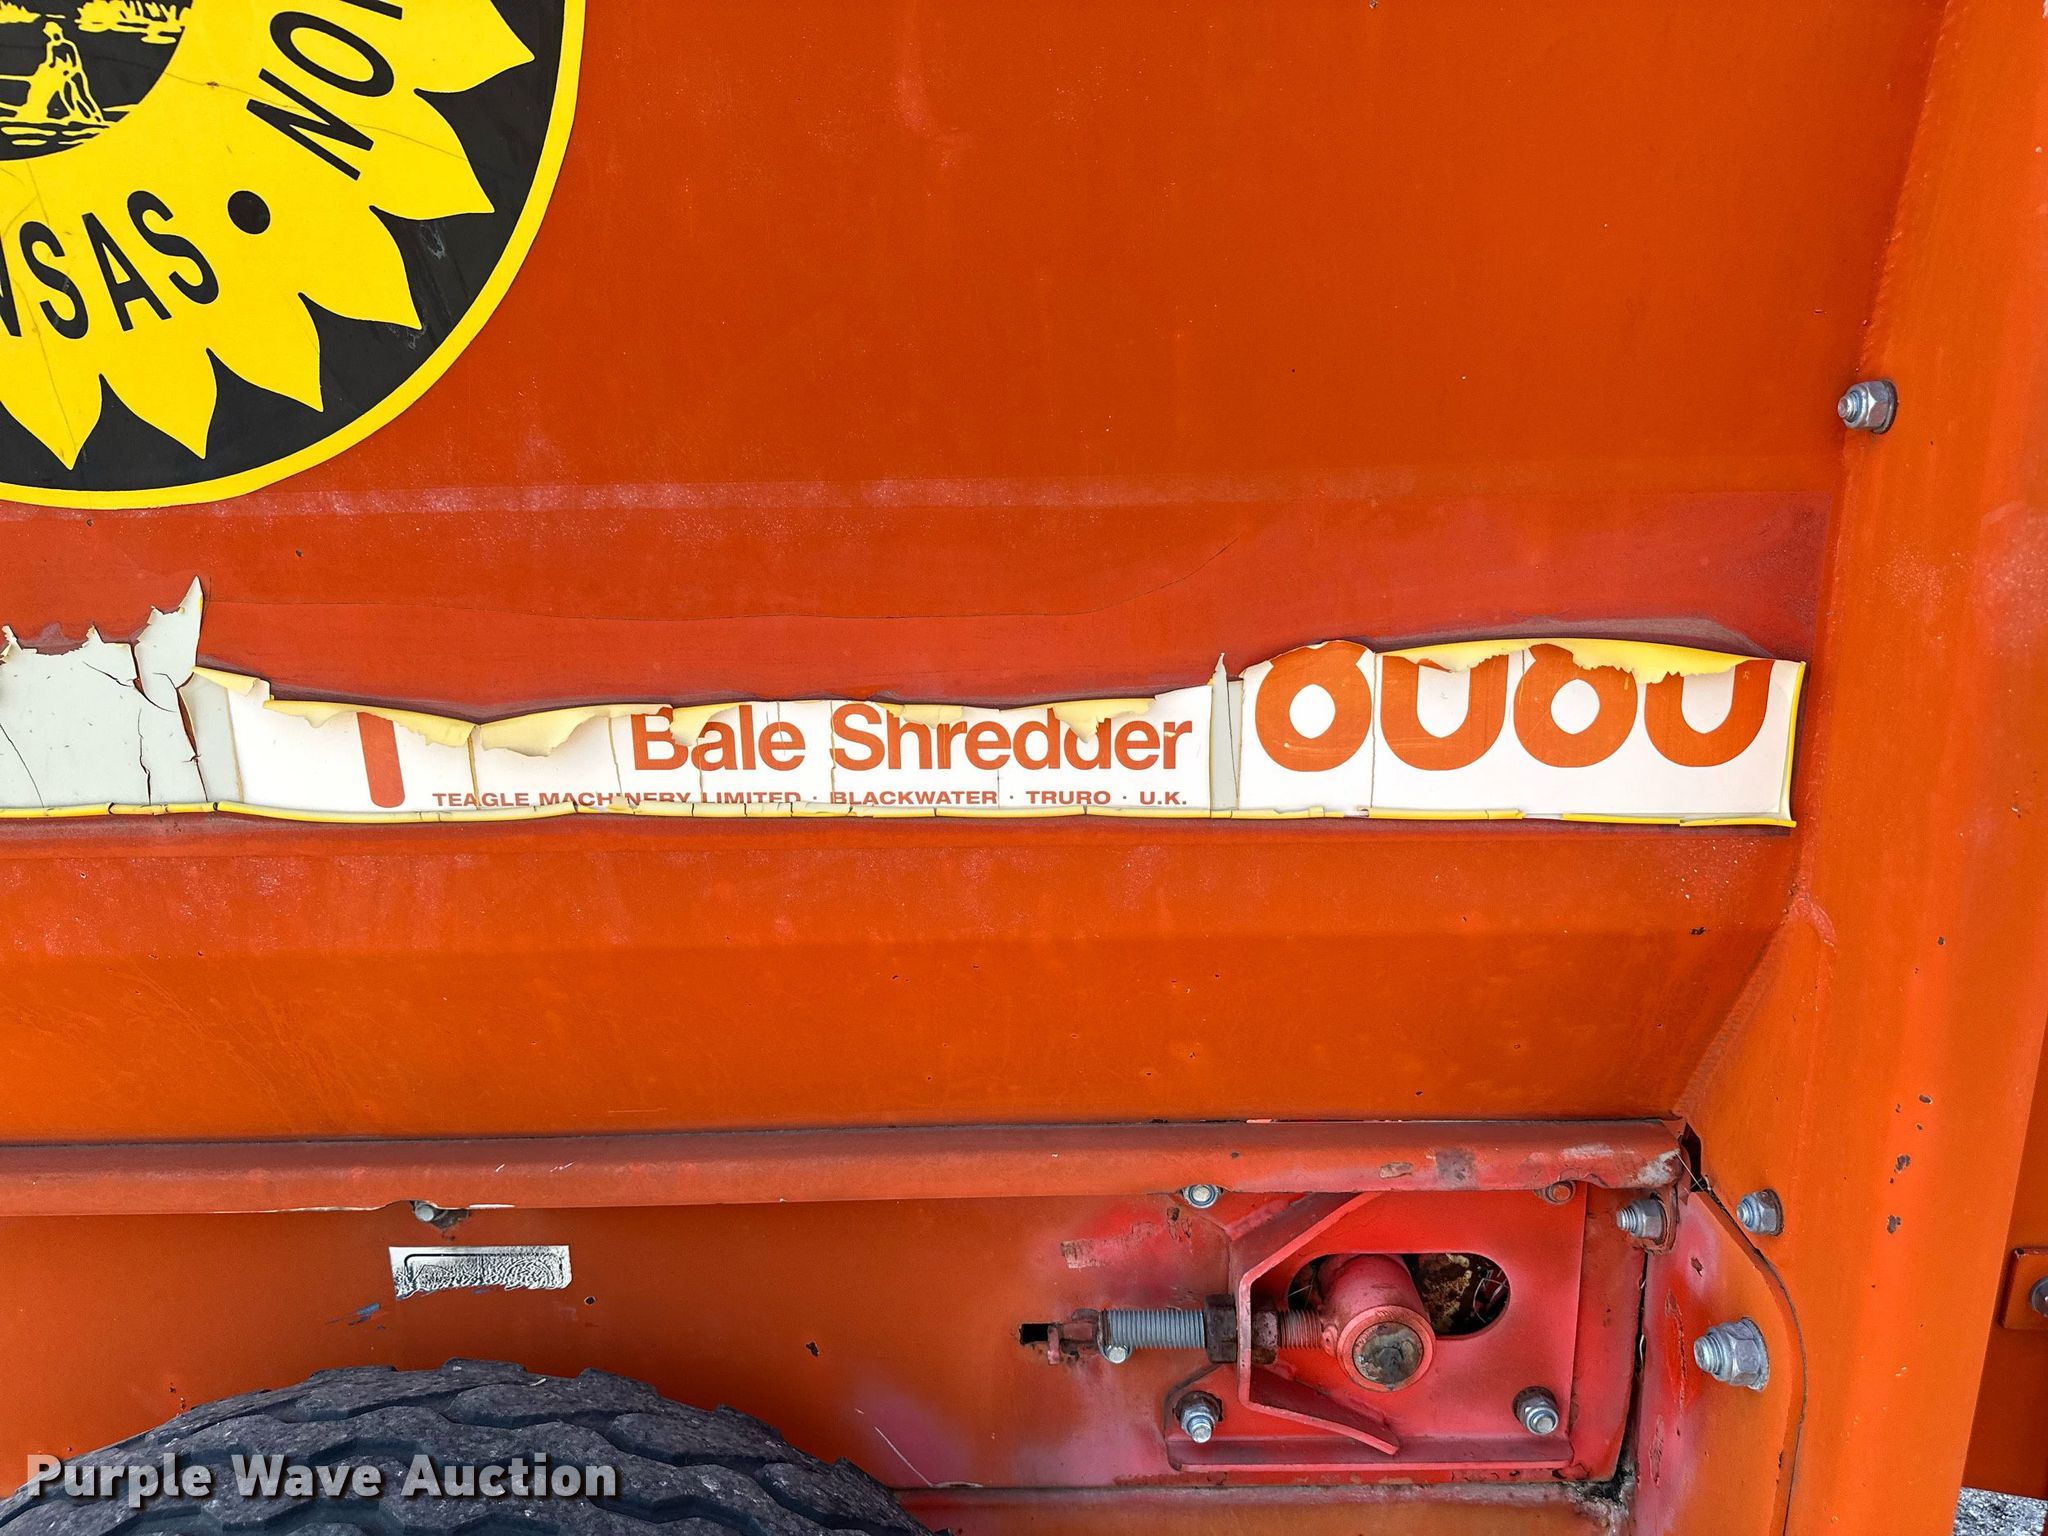 NSAS • NO
Bale Shredder
TEAGLE MACHINERY LIMITED · BLACKWATER · TRURO · U.K.
Purple Wave Auction